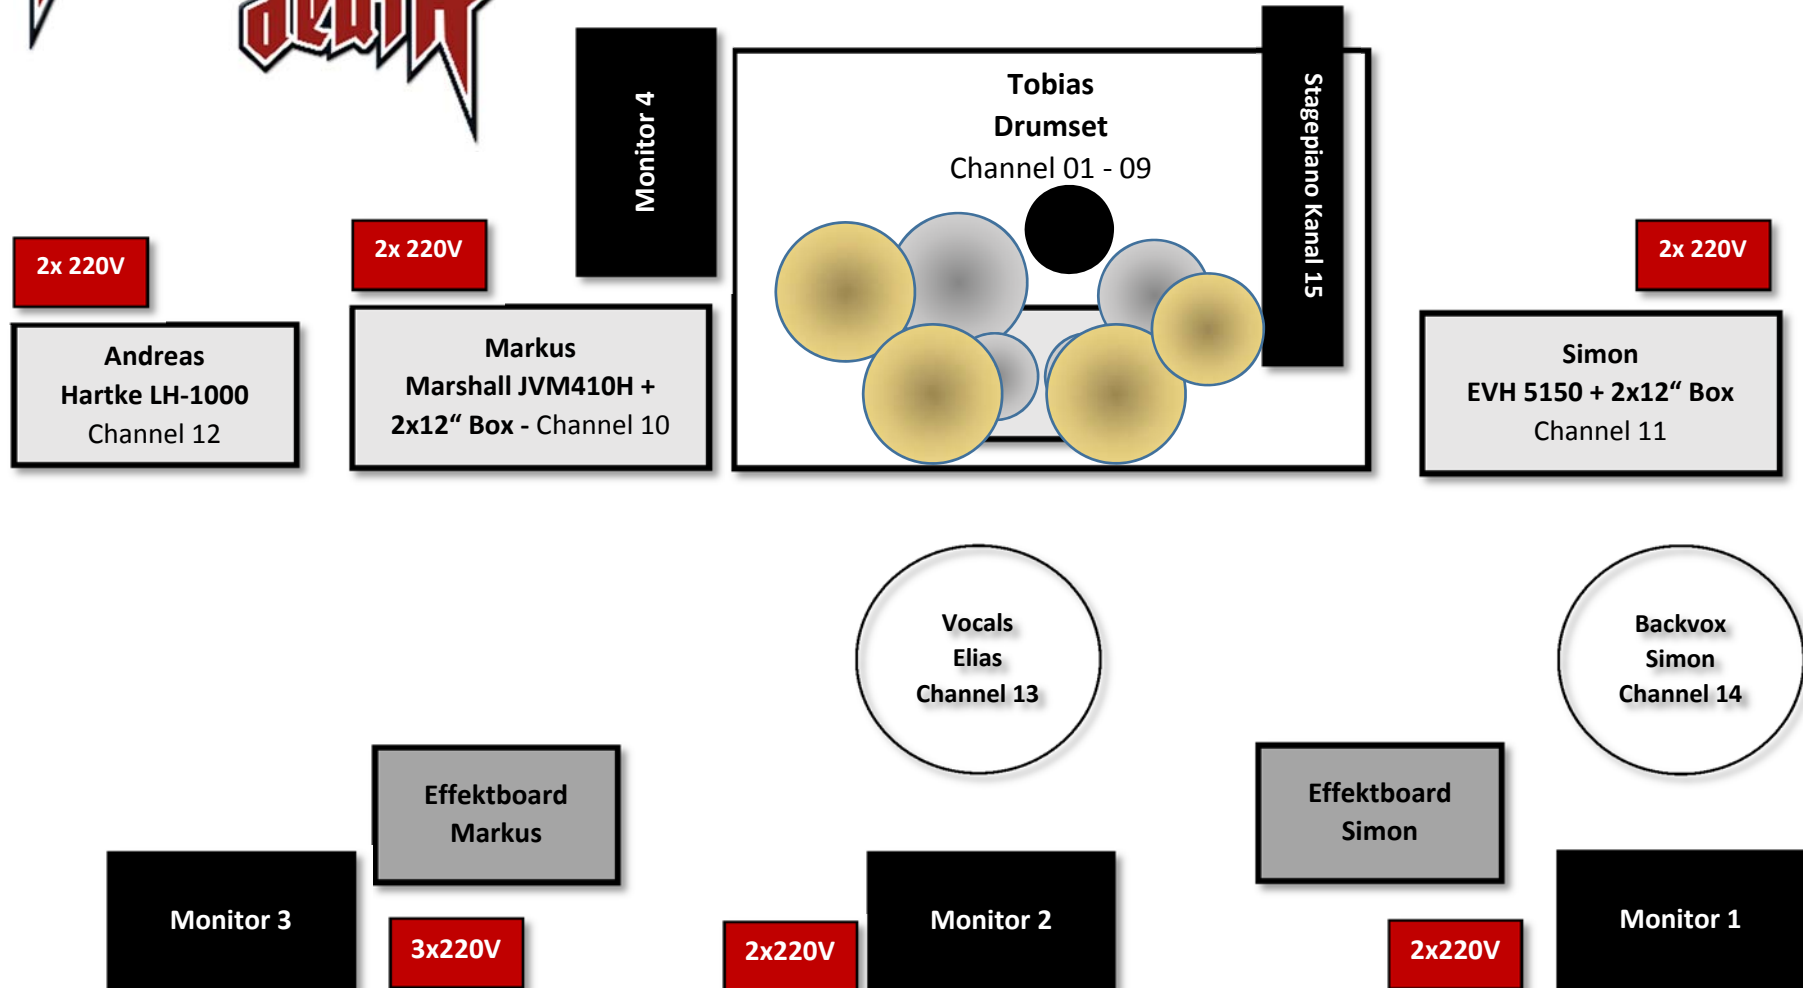 Monitor 4
Tobias
Drumset
Channel 01 - 09
Stagepiano Kanal 15
2x 220V
2x 220V
2x 220V
Andreas
Hartke LH-1000
Channel 12
Markus
Marshall JVM410H +
2x12“ Box - Channel 10
Simon
EVH 5150 + 2x12“ Box
Channel 11
Vocals
Elias
Channel 13
Backvox
Simon
Channel 14
Effektboard
Markus
Effektboard
Simon
Monitor 3
3x220V
2x220V
Monitor 2
2x220V
Monitor 1